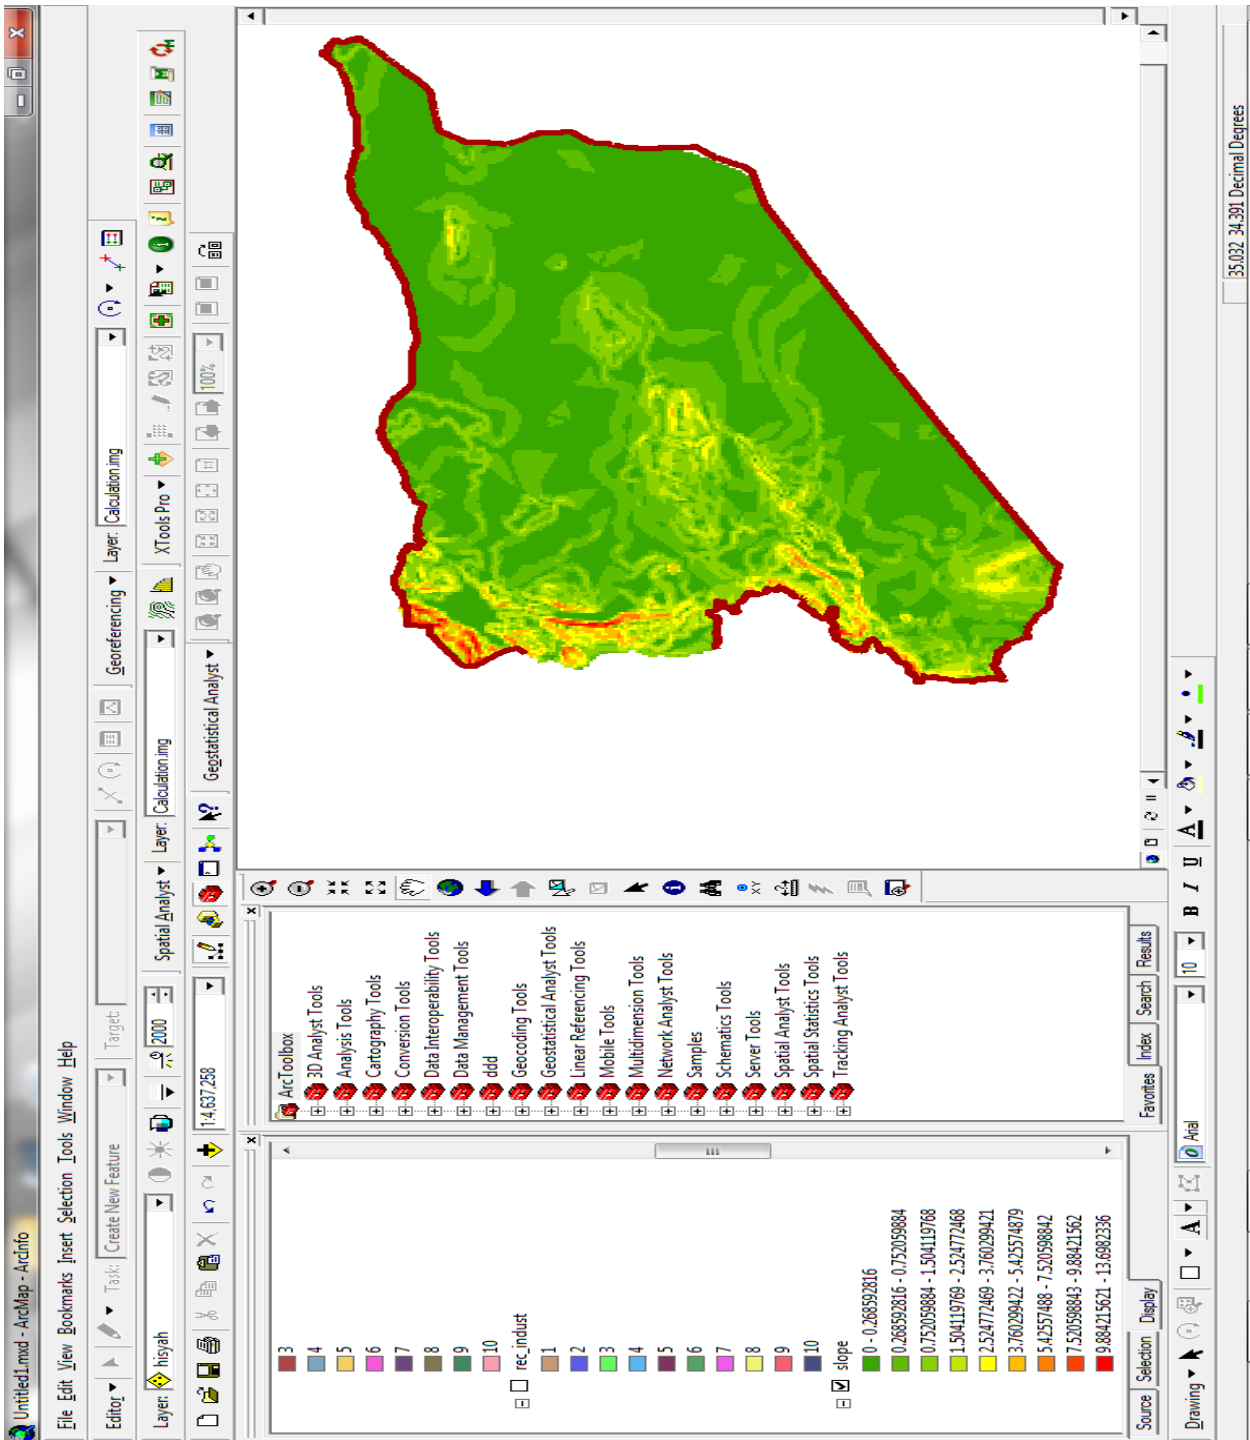 Untitled1.mxd - ArcMap - ArcInfo
File Edit View Bookmarks Insert Selection Tools Window Help
Editor Task: Create New Feature Target: Georeferencing Layer: Calculation.img
Layer: hisyah 2000 Spatial Analyst Layer: Calculation.img XTools Pro
1:4,637,258 Geostatistical Analyst 100%
3
4
5
6
7
8
9
10
rec_indust
1
2
3
4
5
6
7
8
9
10
slope
0 - 0.268592816
0.268592816 - 0.752059884
0.752059884 - 1.504119768
1.504119769 - 2.524772468
2.524772469 - 3.760299421
3.760299422 - 5.425574879
5.42557488 - 7.520598842
7.520598843 - 9.88421562
9.884215621 - 13.6982336
Source Selection Display
ArcToolbox
3D Analyst Tools
Analysis Tools
Cartography Tools
Conversion Tools
Data Interoperability Tools
Data Management Tools
ddd
Geocoding Tools
Geostatistical Analyst Tools
Linear Referencing Tools
Mobile Tools
Multidimension Tools
Network Analyst Tools
Samples
Schematics Tools
Server Tools
Spatial Analyst Tools
Spatial Statistics Tools
Tracking Analyst Tools
Favorites Index Search Results
Drawing A Arial 10 B I U A
35.032 34.391 Decimal Degrees